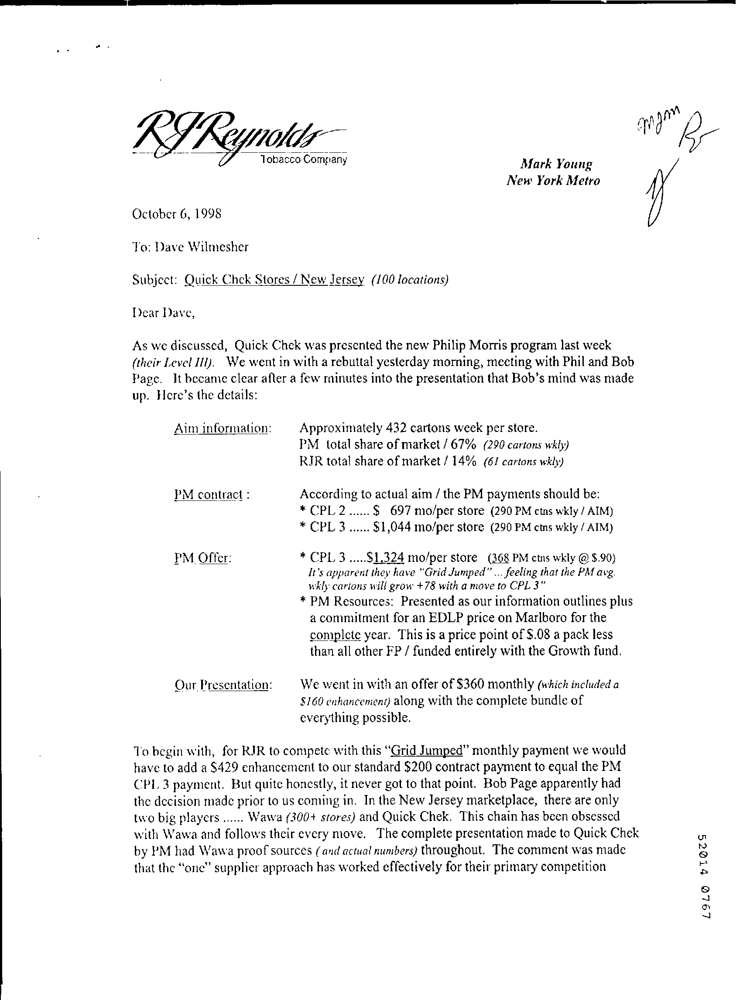 mgm
RJReynolds
Tobacco Company
Mark Young
New York Metro
October 6, 1998
To: Dave Wilmesher
Subject: Quick Chek Stores / New Jersey (100 locations)
Dear Dave,
As we discussed, Quick Chek was presented the new Philip Morris program last week
(their Level III). We went in with a rebuttal yesterday morning, meeting with Phil and Bob
Page. It became clear after a few minutes into the presentation that Bob's mind was made
up. Here's the details:
Aim information: Approximately 432 cartons week per store.
PM total share of market / 67% (290 cartons wkly)
RJR total share of market / 14% (61 cartons wkly)
PM contract : According to actual aim / the PM payments should be:
* CPL 2 ...... $ 697 mo/per store (290 PM ctns wkly / AIM)
* CPL 3 ...... $1,044 mo/per store (290 PM ctns wkly / AIM)
PM Offer: * CPL 3 .....$1,324 mo/per store (368 PM ctns wkly @ $.90)
It's apparent they have "Grid Jumped" ... feeling that the PM avg.
wkly cartons will grow +78 with a move to CPL 3"
* PM Resources: Presented as our information outlines plus
a commitment for an EDLP price on Marlboro for the
complete year. This is a price point of $.08 a pack less
than all other FP / funded entirely with the Growth fund.
Our Presentation: We went in with an offer of $360 monthly (which included a
$160 enhancement) along with the complete bundle of
everything possible.
To begin with, for RJR to compete with this "Grid Jumped" monthly payment we would
have to add a $429 enhancement to our standard $200 contract payment to equal the PM
CPL 3 payment. But quite honestly, it never got to that point. Bob Page apparently had
the decision made prior to us coming in. In the New Jersey marketplace, there are only
two big players ...... Wawa (300+ stores) and Quick Chek. This chain has been obsessed
with Wawa and follows their every move. The complete presentation made to Quick Chek
by PM had Wawa proof sources (and actual numbers) throughout. The comment was made
that the "one" supplier approach has worked effectively for their primary competition
52014 0767